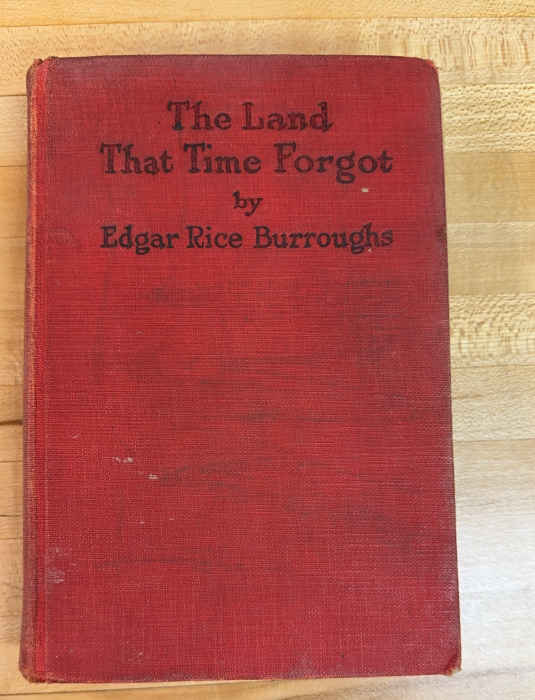 The Land
That Time Forgot
by
Edgar Rice Burroughs